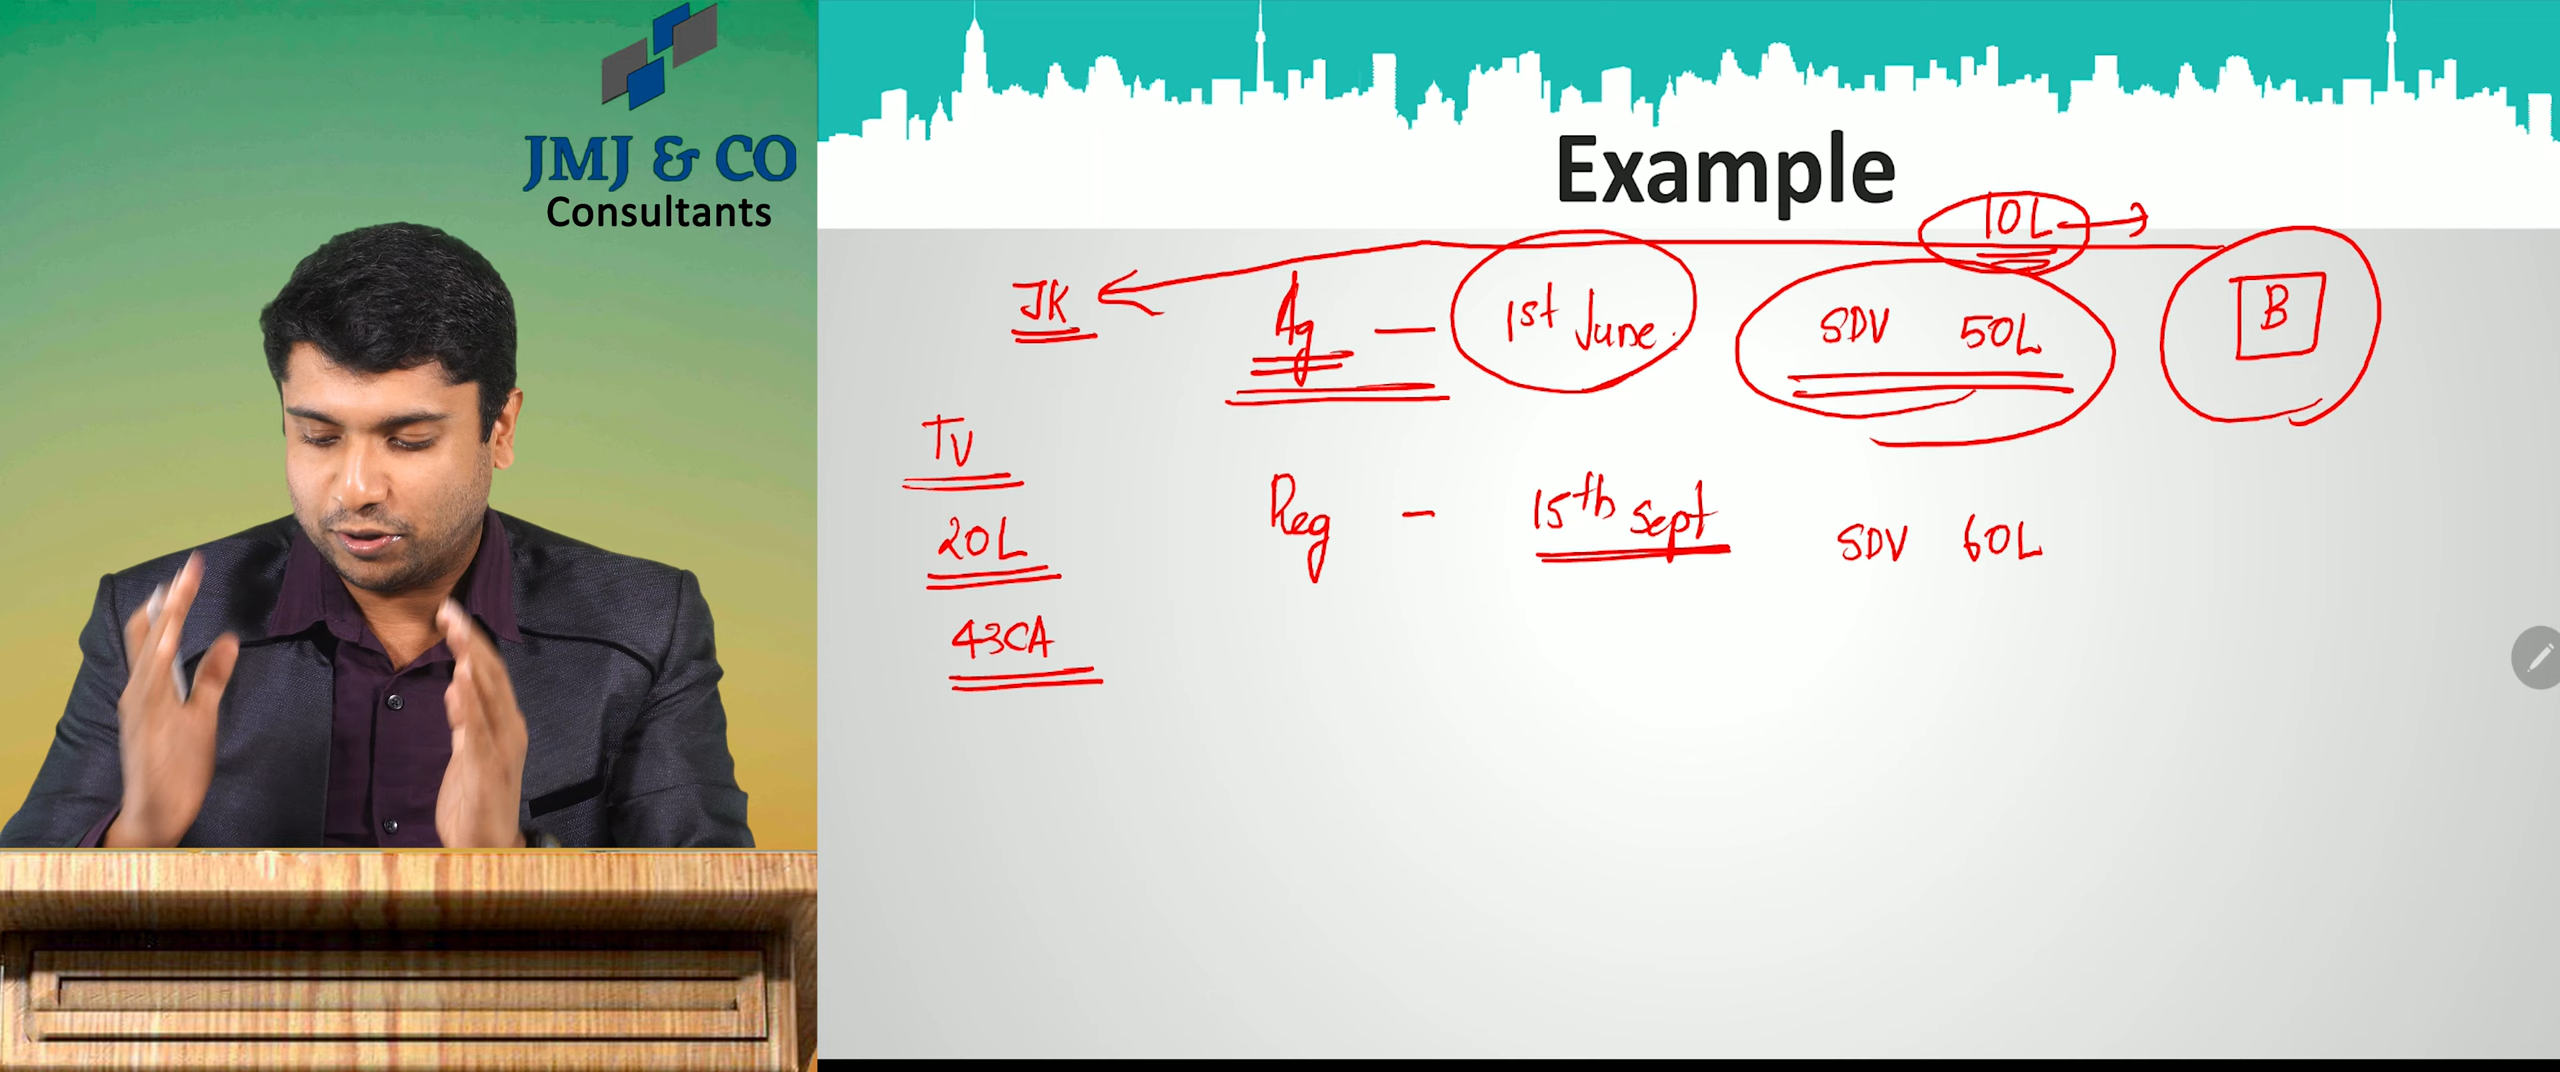 JMJ & CO
Consultants
Example
10L
JK Ag — 1st June. SDV 50L B
TV
20L
Reg - 15th Sept SDV 60L
43CA